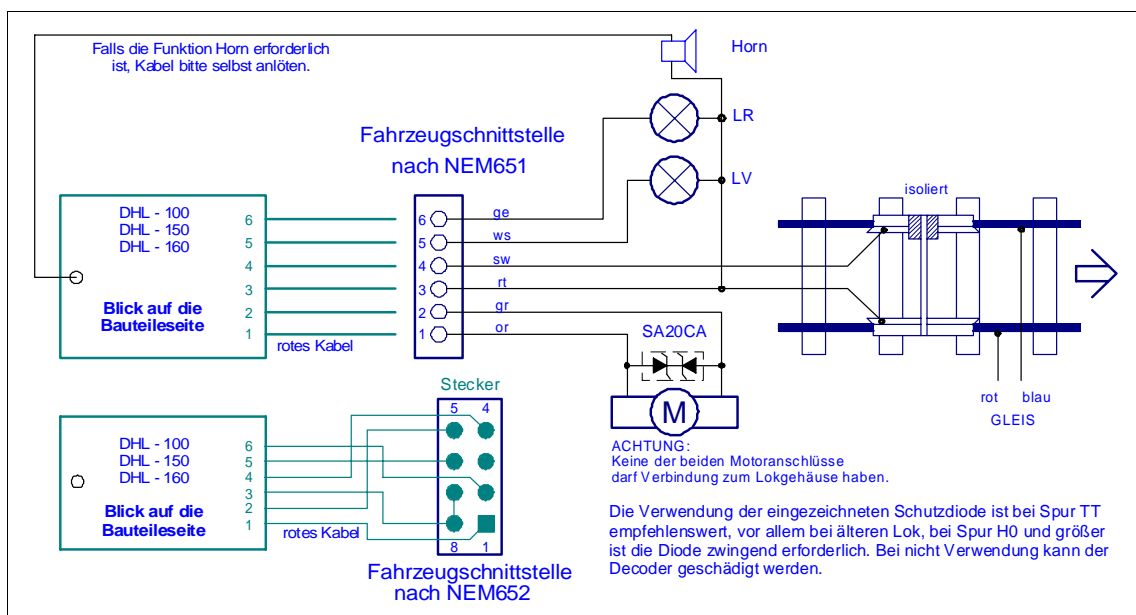 Falls die Funktion Horn erforderlich
ist, Kabel bitte selbst anlöten.
Horn
LR
LV
Fahrzeugschnittstelle
nach NEM651
DHL - 100
DHL - 150
DHL - 160
Blick auf die
Bauteileseite
6
5
4
3
2
1
rotes Kabel
6
5
4
3
2
1
ge
ws
sw
rt
gr
or
isoliert
rot
blau
GLEIS
SA20CA
M
ACHTUNG:
Keine der beiden Motoranschlüsse
darf Verbindung zum Lokgehäuse haben.
Die Verwendung der eingezeichneten Schutzdiode ist bei Spur TT
empfehlenswert, vor allem bei älteren Lok, bei Spur H0 und größer
ist die Diode zwingend erforderlich. Bei nicht Verwendung kann der
Decoder geschädigt werden.
Stecker
5 4
8 1
DHL - 100
DHL - 150
DHL - 160
Blick auf die
Bauteileseite
6
5
4
3
2
1
rotes Kabel
Fahrzeugschnittstelle
nach NEM652